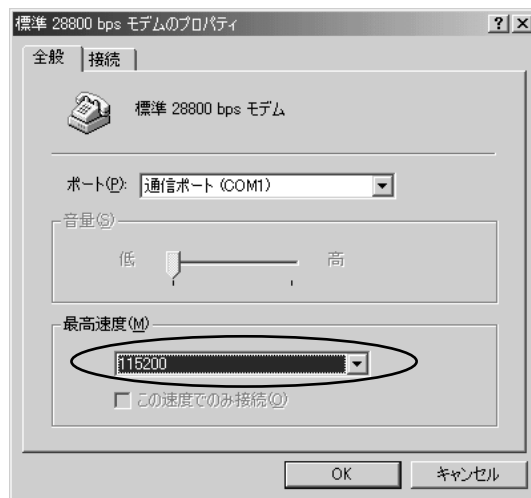 標準 28800 bps モデムのプロパティ
全般 接続
標準 28800 bps モデム
ポート(P): 通信ポート (COM1)
音量(S)
低 高
最高速度(M)
115200
この速度でのみ接続(O)
OK キャンセル